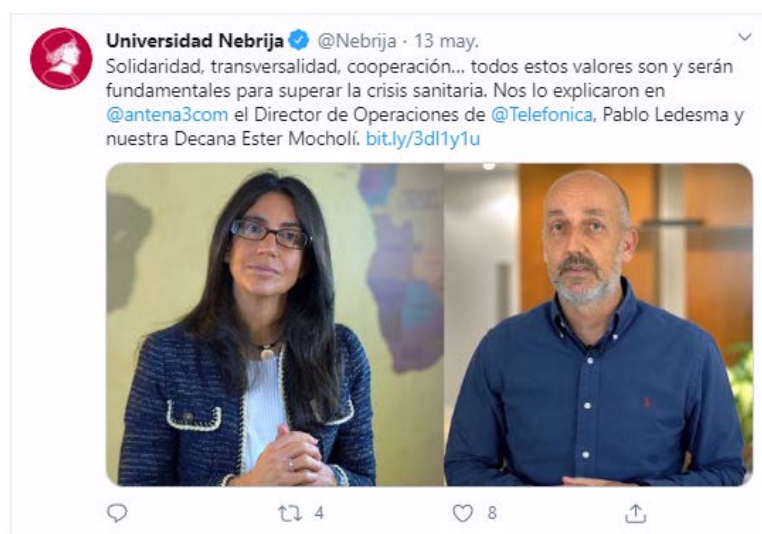 Universidad Nebrija @Nebrija · 13 may.
Solidaridad, transversalidad, cooperación... todos estos valores son y serán
fundamentales para superar la crisis sanitaria. Nos lo explicaron en
@antena3com el Director de Operaciones de @Telefonica, Pablo Ledesma y
nuestra Decana Ester Mocholí. bit.ly/3dI1y1u
4
8